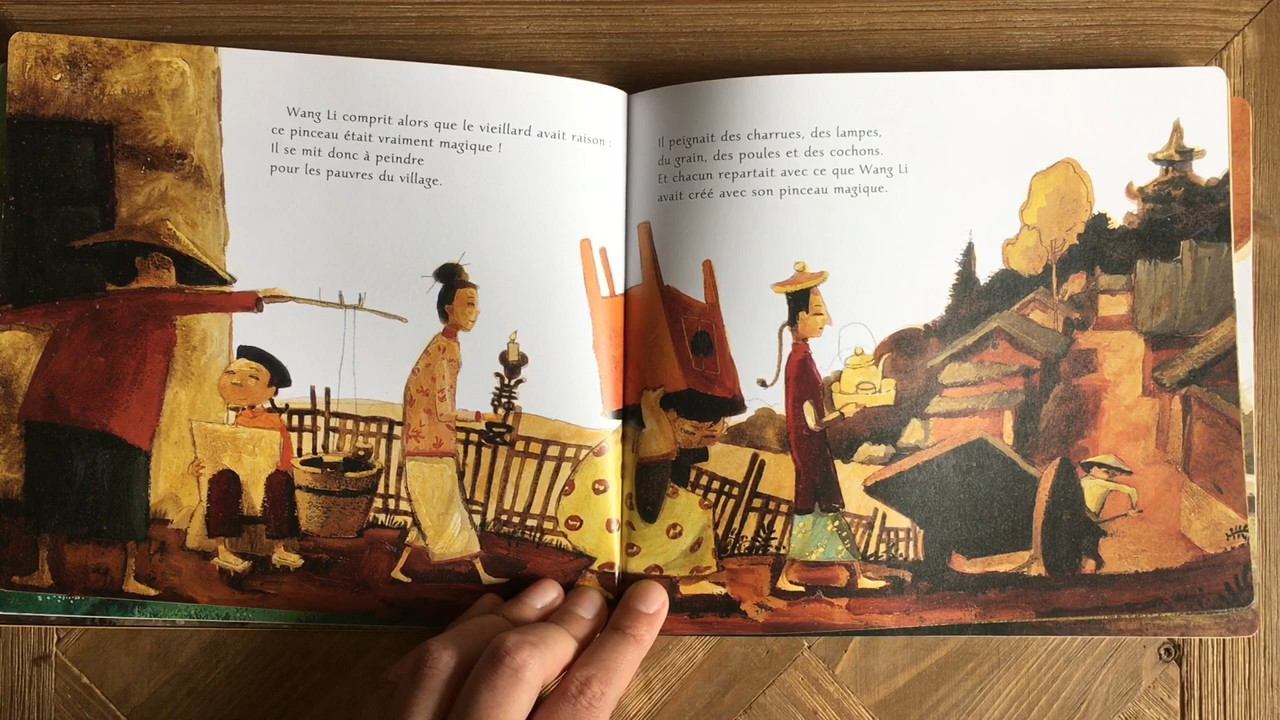 Wang Li comprit alors que le vieillard avait raison :
ce pinceau était vraiment magique !
Il se mit donc à peindre
pour les pauvres du village.
Il peignait des charrues, des lampes,
du grain, des poules et des cochons.
Et chacun repartait avec ce que Wang Li
avait créé avec son pinceau magique.